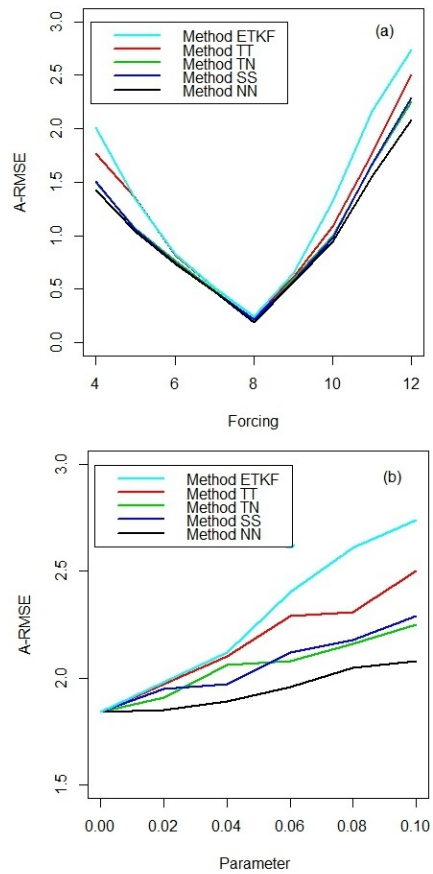 (a)
Method ETKF
Method TT
Method TN
Method SS
Method NN
A-RMSE
3.0
2.5
2.0
1.5
1.0
0.5
0.0
4 6 8 10 12
Forcing
(b)
Method ETKF
Method TT
Method TN
Method SS
Method NN
A-RMSE
3.0
2.5
2.0
1.5
0.00 0.02 0.04 0.06 0.08 0.10
Parameter